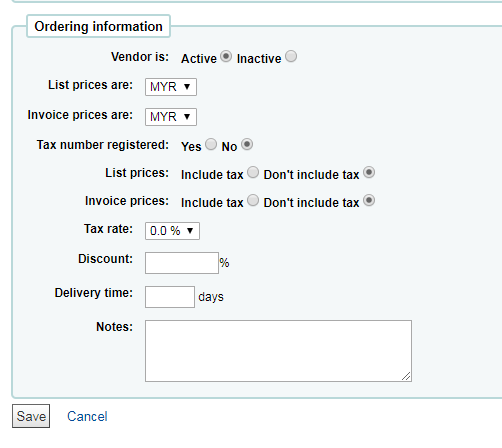 Ordering information
Vendor is: Active Inactive
List prices are: MYR
Invoice prices are: MYR
Tax number registered: Yes No
List prices: Include tax Don't include tax
Invoice prices: Include tax Don't include tax
Tax rate: 0.0 %
Discount: %
Delivery time: days
Notes:
Save Cancel